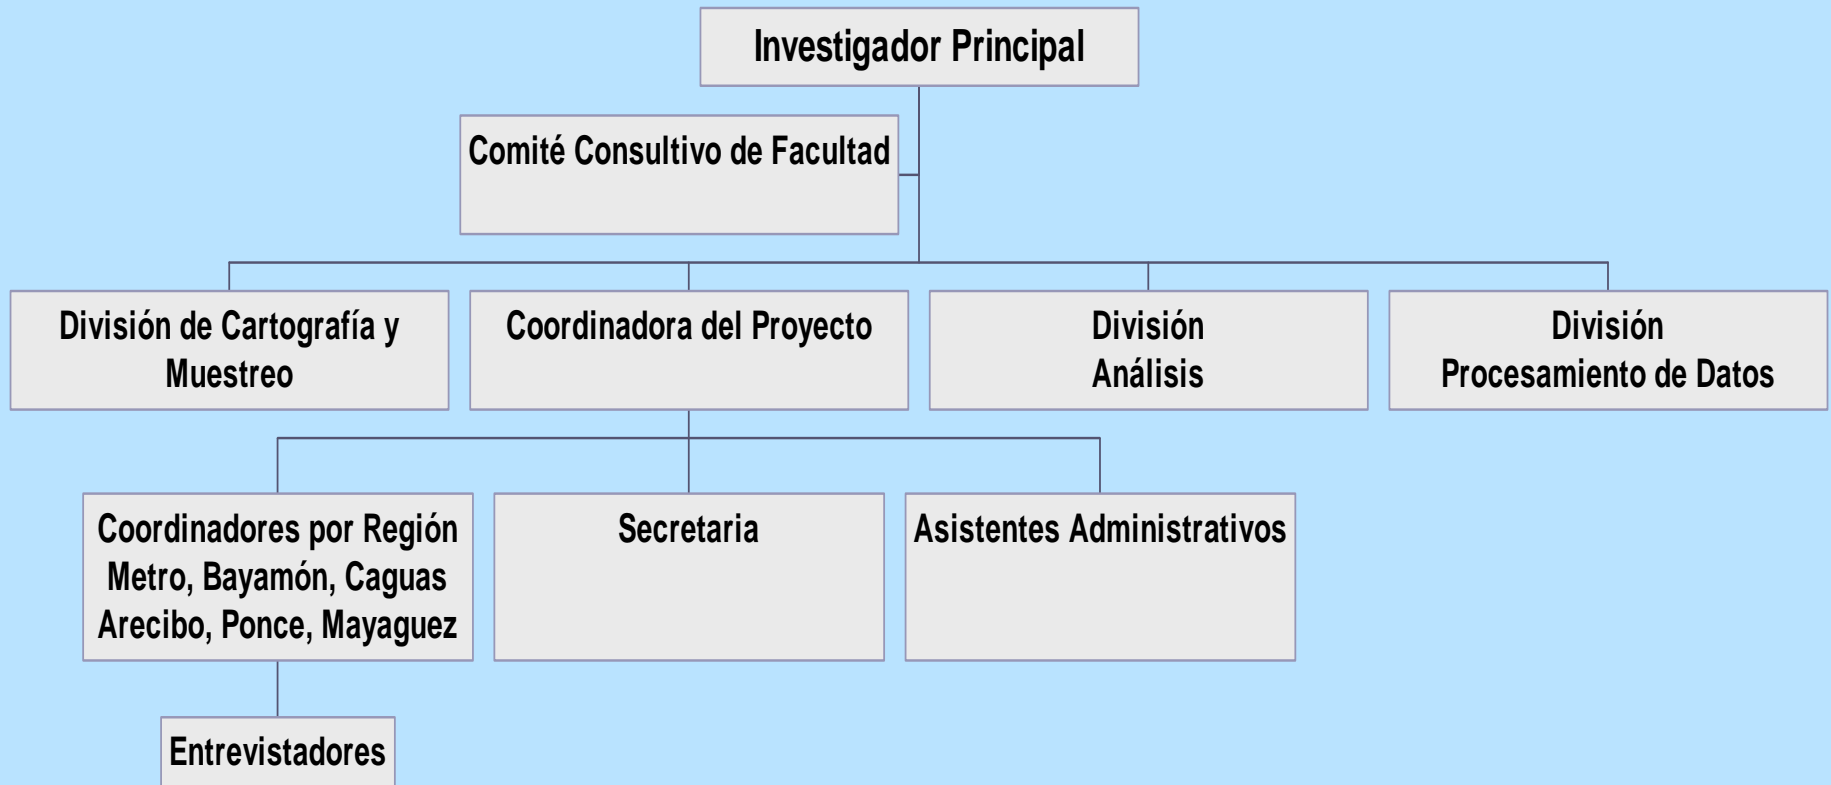 Investigador Principal
Comité Consultivo de Facultad
División de Cartografía y
Muestreo
Coordinadora del Proyecto
División
Análisis
División
Procesamiento de Datos
Coordinadores por Región
Metro, Bayamón, Caguas
Arecibo, Ponce, Mayaguez
Secretaria
Asistentes Administrativos
Entrevistadores